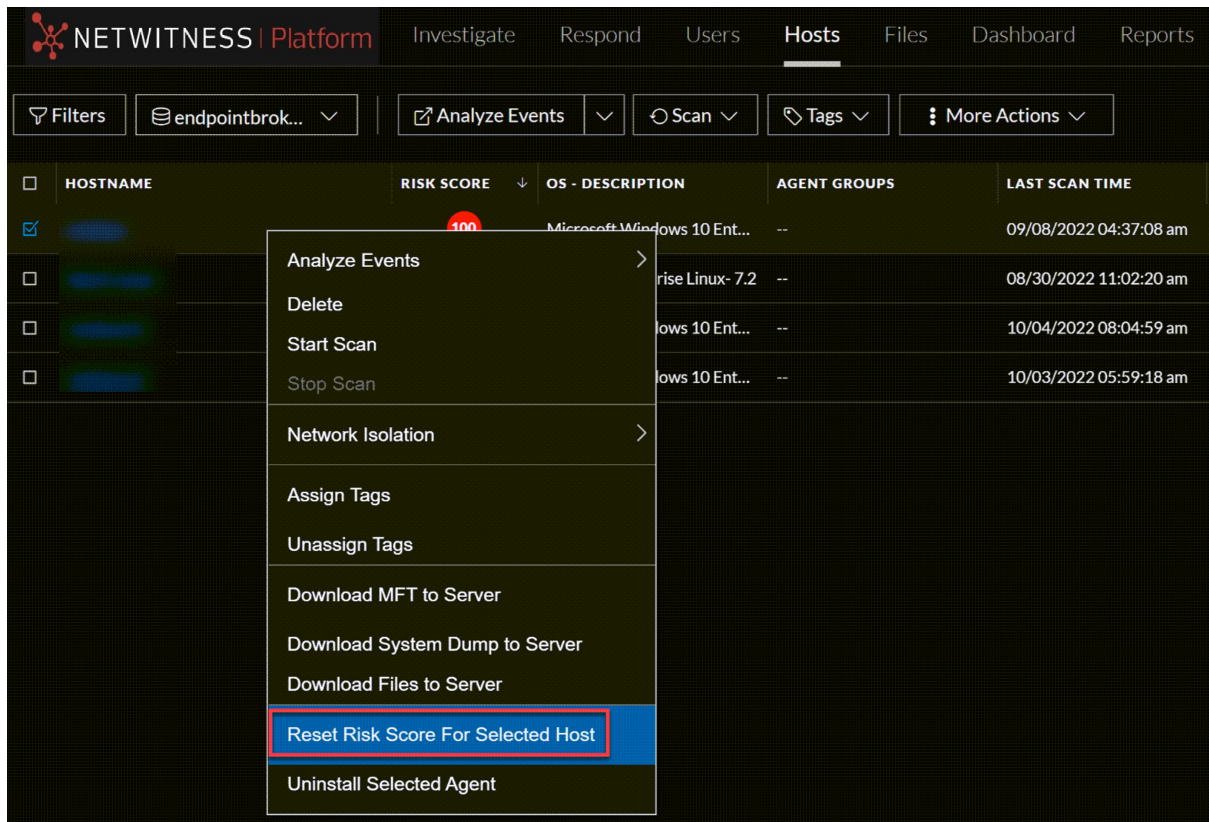 NETWITNESS | Platform Investigate Respond Users Hosts Files Dashboard Reports
Filters endpointbrok... Analyze Events Scan Tags More Actions
HOSTNAME RISK SCORE OS - DESCRIPTION AGENT GROUPS LAST SCAN TIME
100 Microsoft Windows 10 Ent... -- 09/08/2022 04:37:08 am
Analyze Events
rise Linux- 7.2 -- 08/30/2022 11:02:20 am
Delete
lows 10 Ent... -- 10/04/2022 08:04:59 am
Start Scan
lows 10 Ent... -- 10/03/2022 05:59:18 am
Stop Scan
Network Isolation
Assign Tags
Unassign Tags
Download MFT to Server
Download System Dump to Server
Download Files to Server
Reset Risk Score For Selected Host
Uninstall Selected Agent